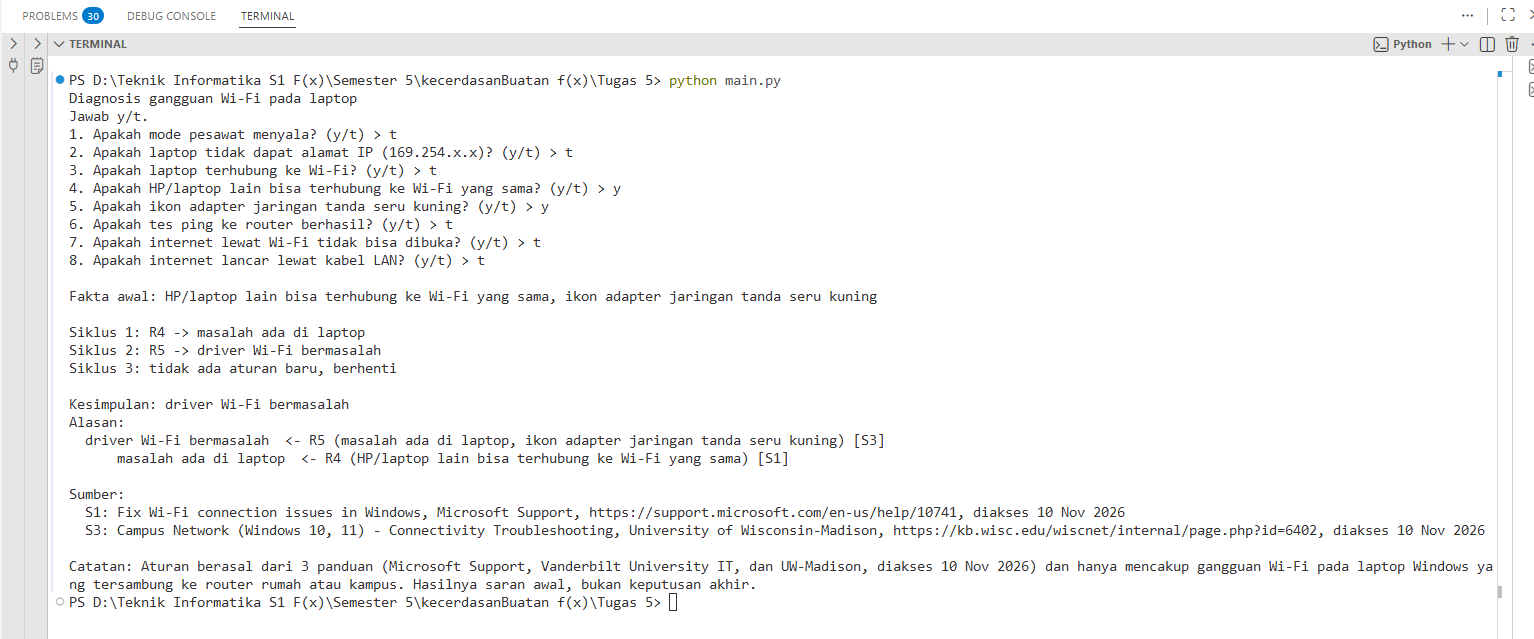 PROBLEMS 30 DEBUG CONSOLE TERMINAL
TERMINAL
Python
PS D:\Teknik Informatika S1 F(x)\Semester 5\kecerdasanBuatan f(x)\Tugas 5> python main.py
Diagnosis gangguan Wi-Fi pada laptop
Jawab y/t.
1. Apakah mode pesawat menyala? (y/t) > t
2. Apakah laptop tidak dapat alamat IP (169.254.x.x)? (y/t) > t
3. Apakah laptop terhubung ke Wi-Fi? (y/t) > t
4. Apakah HP/laptop lain bisa terhubung ke Wi-Fi yang sama? (y/t) > y
5. Apakah ikon adapter jaringan tanda seru kuning? (y/t) > y
6. Apakah tes ping ke router berhasil? (y/t) > t
7. Apakah internet lewat Wi-Fi tidak bisa dibuka? (y/t) > t
8. Apakah internet lancar lewat kabel LAN? (y/t) > t
Fakta awal: HP/laptop lain bisa terhubung ke Wi-Fi yang sama, ikon adapter jaringan tanda seru kuning
Siklus 1: R4 -> masalah ada di laptop
Siklus 2: R5 -> driver Wi-Fi bermasalah
Siklus 3: tidak ada aturan baru, berhenti
Kesimpulan: driver Wi-Fi bermasalah
Alasan:
driver Wi-Fi bermasalah <- R5 (masalah ada di laptop, ikon adapter jaringan tanda seru kuning) [S3]
masalah ada di laptop <- R4 (HP/laptop lain bisa terhubung ke Wi-Fi yang sama) [S1]
Sumber:
S1: Fix Wi-Fi connection issues in Windows, Microsoft Support, https://support.microsoft.com/en-us/help/10741, diakses 10 Nov 2026
S3: Campus Network (Windows 10, 11) - Connectivity Troubleshooting, University of Wisconsin-Madison, https://kb.wisc.edu/wiscnet/internal/page.php?id=6402, diakses 10 Nov 2026
Catatan: Aturan berasal dari 3 panduan (Microsoft Support, Vanderbilt University IT, dan UW-Madison, diakses 10 Nov 2026) dan hanya mencakup gangguan Wi-Fi pada laptop Windows ya
ng tersambung ke router rumah atau kampus. Hasilnya saran awal, bukan keputusan akhir.
PS D:\Teknik Informatika S1 F(x)\Semester 5\kecerdasanBuatan f(x)\Tugas 5>